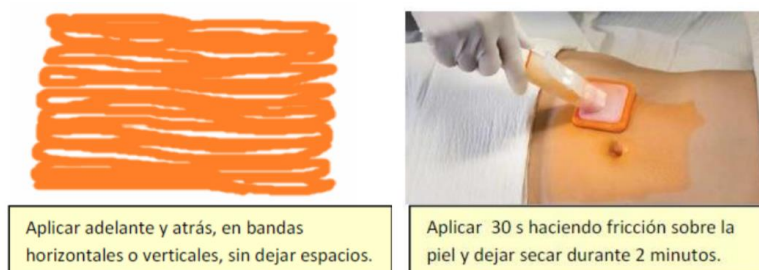 Aplicar adelante y atrás, en bandas
horizontales o verticales, sin dejar espacios.
Aplicar 30 s haciendo fricción sobre la
piel y dejar secar durante 2 minutos.